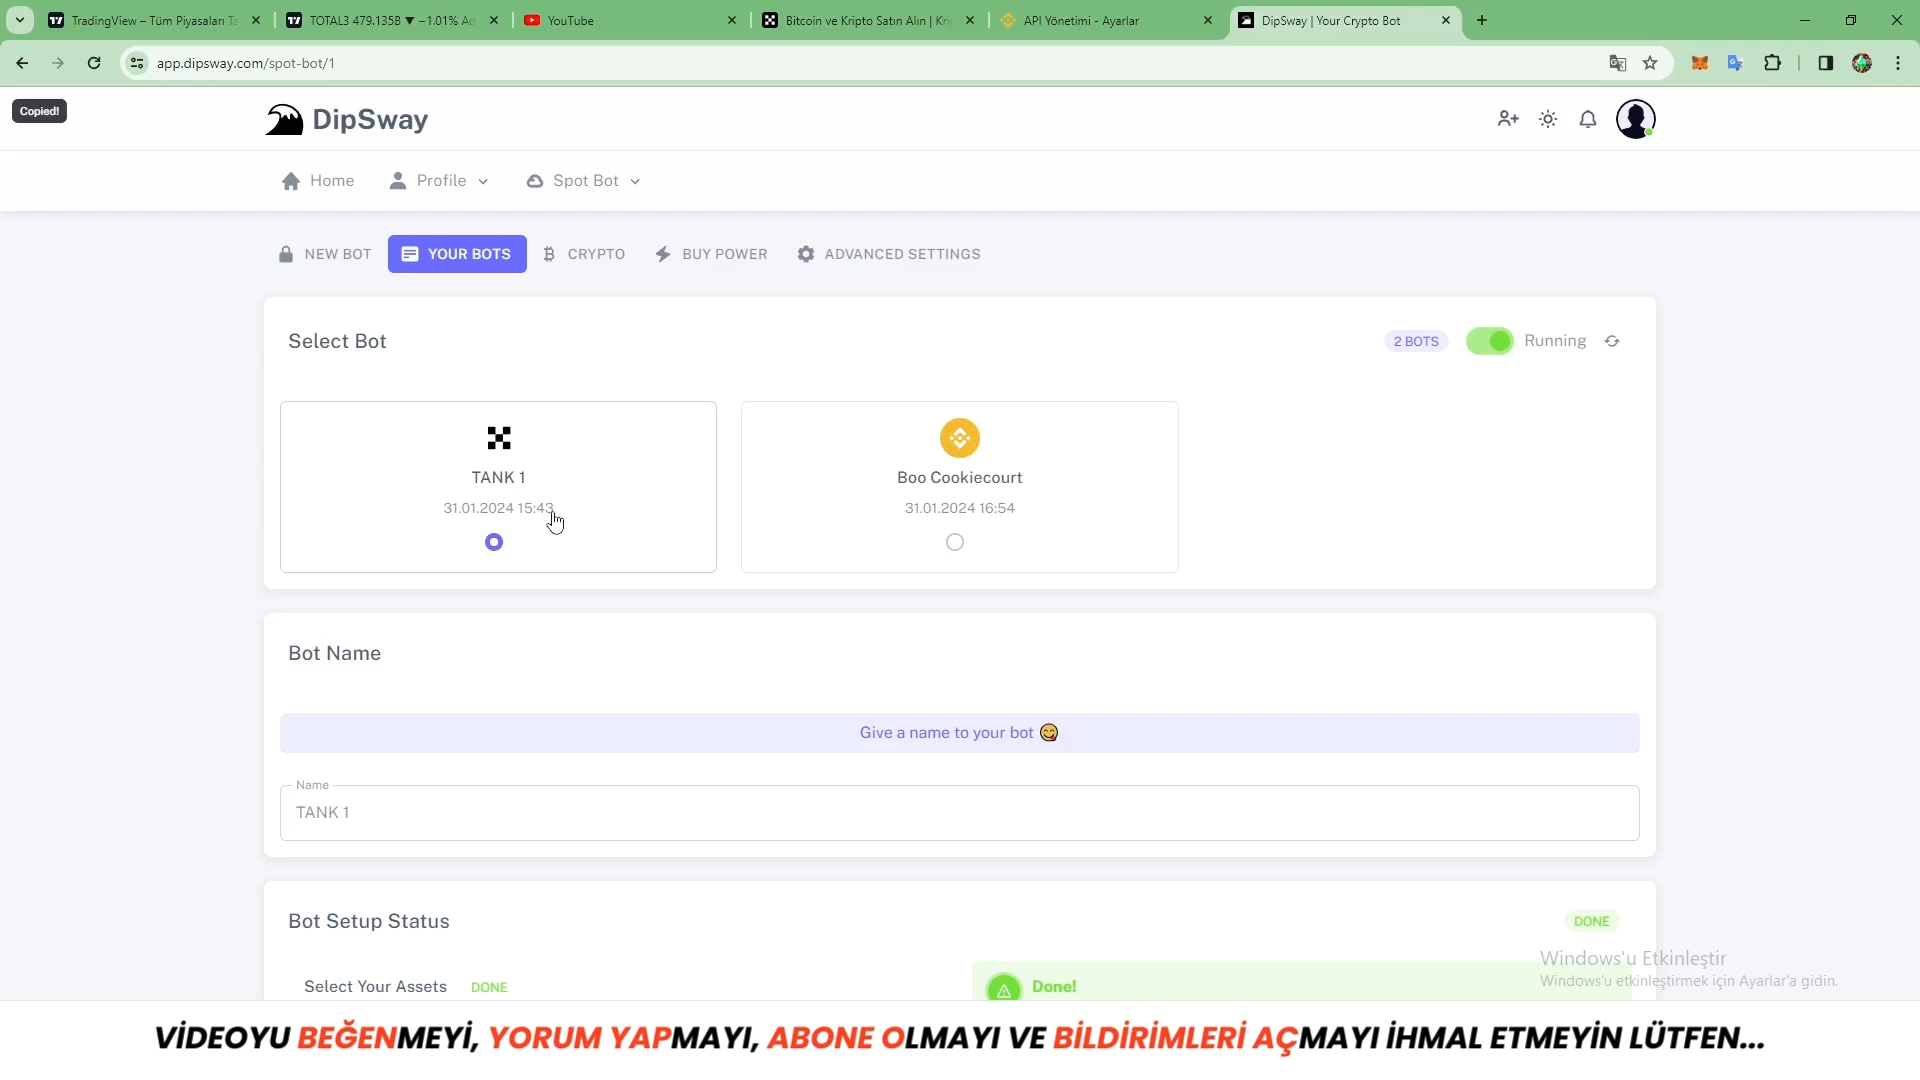 TradingView – Tüm Piyasaları Ta
TOTAL3 479.135B ▼ −1.01% Ad
YouTube
Bitcoin ve Kripto Satın Alın | Kri
API Yönetimi - Ayarlar
DipSway | Your Crypto Bot
app.dipsway.com/spot-bot/1
Copied!
DipSway
Home
Profile
Spot Bot
NEW BOT
YOUR BOTS
CRYPTO
BUY POWER
ADVANCED SETTINGS
Select Bot
2 BOTS
Running
TANK 1
31.01.2024 15:43
Boo Cookiecourt
31.01.2024 16:54
Bot Name
Give a name to your bot 😋
Name
TANK 1
Bot Setup Status
DONE
Select Your Assets DONE
Done!
Windows'u Etkinleştir
Windows'u etkinleştirmek için Ayarlar'a gidin.
VİDEOYU BEĞENMEYİ, YORUM YAPMAYI, ABONE OLMAYI VE BİLDİRİMLERİ AÇMAYI İHMAL ETMEYİN LÜTFEN...